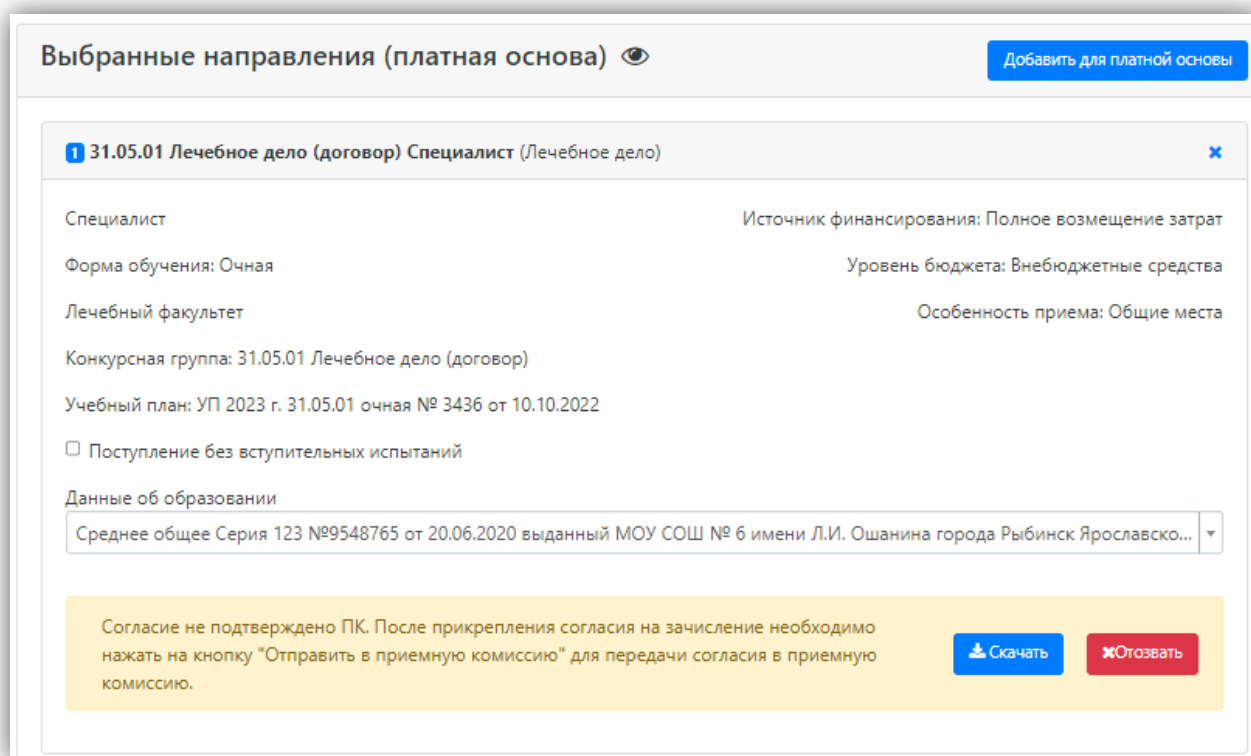 Выбранные направления (платная основа)
Добавить для платной основы
1 31.05.01 Лечебное дело (договор) Специалист (Лечебное дело)
Специалист
Источник финансирования: Полное возмещение затрат
Форма обучения: Очная
Уровень бюджета: Внебюджетные средства
Лечебный факультет
Особенность приема: Общие места
Конкурсная группа: 31.05.01 Лечебное дело (договор)
Учебный план: УП 2023 г. 31.05.01 очная № 3436 от 10.10.2022
Поступление без вступительных испытаний
Данные об образовании
Среднее общее Серия 123 №9548765 от 20.06.2020 выданный МОУ СОШ № 6 имени Л.И. Ошанина города Рыбинск Ярославско...
Согласие не подтверждено ПК. После прикрепления согласия на зачисление необходимо
нажать на кнопку "Отправить в приемную комиссию" для передачи согласия в приемную
комиссию.
Скачать
Отозвать